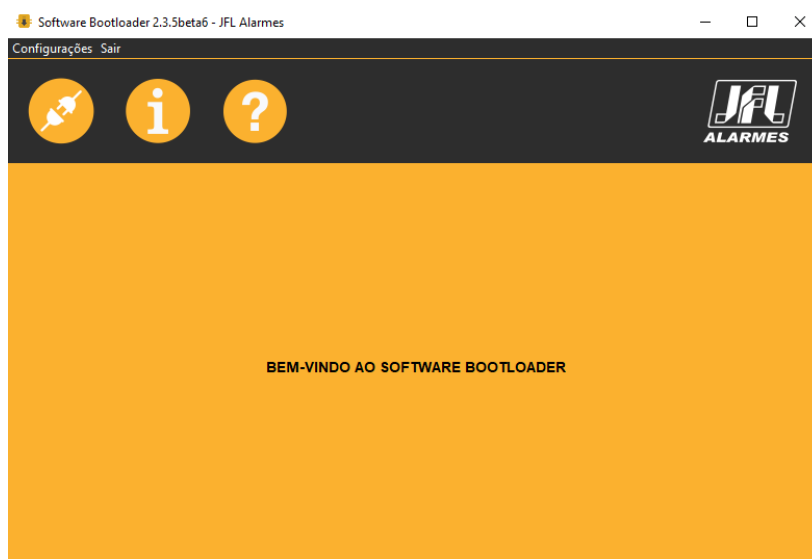 Software Bootloader 2.3.5beta6 - JFL Alarmes
Configurações Sair
i ?
JFL
ALARMES
BEM-VINDO AO SOFTWARE BOOTLOADER